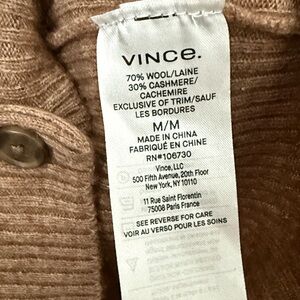 VINCE.
70% WOOL/LAINE
30% CASHMERE/
CACHEMIRE
EXCLUSIVE OF TRIM/SAUF
LES BORDURES
M/M
MADE IN CHINA
FABRIQUÉ EN CHINE
RN#106730
Vince, LLC
500 Fifth Avenue, 20th Floor
New York, NY 10110
11 Rue Saint Florentin
75008 Paris France
SEE REVERSE FOR CARE
VOIR AU VERSO POUR LES SOINS